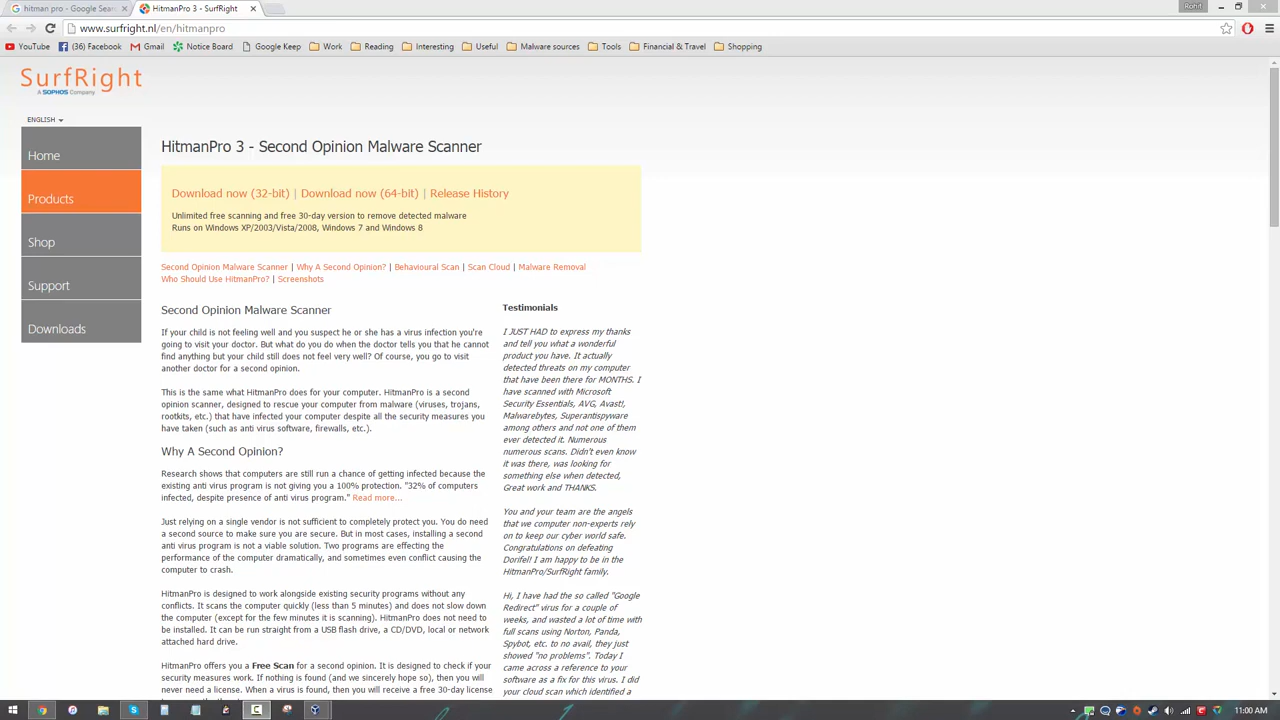 hitman pro - Google Sear
HitmanPro 3 - SurfRight
Rohit
www.surfright.nl/en/hitmanpro
YouTube
(36) Facebook
Gmail
Notice Board
Google Keep
Work
Reading
Interesting
Useful
Malware sources
Tools
Financial & Travel
Shopping
SurfRight
A SOPHOS Company
ENGLISH
Home
Products
Shop
Support
Downloads
HitmanPro 3 - Second Opinion Malware Scanner
Download now (32-bit) | Download now (64-bit) | Release History
Unlimited free scanning and free 30-day version to remove detected malware
Runs on Windows XP/2003/Vista/2008, Windows 7 and Windows 8
Second Opinion Malware Scanner | Why A Second Opinion? | Behavioural Scan | Scan Cloud | Malware Removal
Who Should Use HitmanPro? | Screenshots
Second Opinion Malware Scanner
If your child is not feeling well and you suspect he or she has a virus infection you're
going to visit your doctor. But what do you do when the doctor tells you that he cannot
find anything but your child still does not feel very well? Of course, you go to visit
another doctor for a second opinion.
This is the same what HitmanPro does for your computer. HitmanPro is a second
opinion scanner, designed to rescue your computer from malware (viruses, trojans,
rootkits, etc.) that have infected your computer despite all the security measures you
have taken (such as anti virus software, firewalls, etc.).
Why A Second Opinion?
Research shows that computers are still run a chance of getting infected because the
existing anti virus program is not giving you a 100% protection. "32% of computers
infected, despite presence of anti virus program." Read more...
Just relying on a single vendor is not sufficient to completely protect you. You do need
a second source to make sure you are secure. But in most cases, installing a second
anti virus program is not a viable solution. Two programs are effecting the
performance of the computer dramatically, and sometimes even conflict causing the
computer to crash.
HitmanPro is designed to work alongside existing security programs without any
conflicts. It scans the computer quickly (less than 5 minutes) and does not slow down
the computer (except for the few minutes it is scanning). HitmanPro does not need to
be installed. It can be run straight from a USB flash drive, a CD/DVD, local or network
attached hard drive.
HitmanPro offers you a Free Scan for a second opinion. It is designed to check if your
security measures work. If nothing is found (and we sincerely hope so), then you will
never need a license. When a virus is found, then you will receive a free 30-day license
Testimonials
I JUST HAD to express my thanks
and tell you what a wonderful
product you have. It actually
detected threats on my computer
that have been there for MONTHS. I
have scanned with Microsoft
Security Essentials, AVG, Avast!,
Malwarebytes, Superantispyware
among others and not one of them
ever detected it. Numerous
numerous scans. Didn't even know
it was there, was looking for
something else when detected,
Great work and THANKS.
You and your team are the angels
that we computer non-experts rely
on to keep our cyber world safe.
Congratulations on defeating
Dorifel! I am happy to be in the
HitmanPro/SurfRight family.
Hi, I have had the so called "Google
Redirect" virus for a couple of
weeks, and wasted a lot of time with
full scans using Norton, Panda,
Spybot, etc. to no avail, they just
showed "no problems". Today I
came across a reference to your
software as a fix for this virus. I did
your cloud scan which identified a
11:00 AM